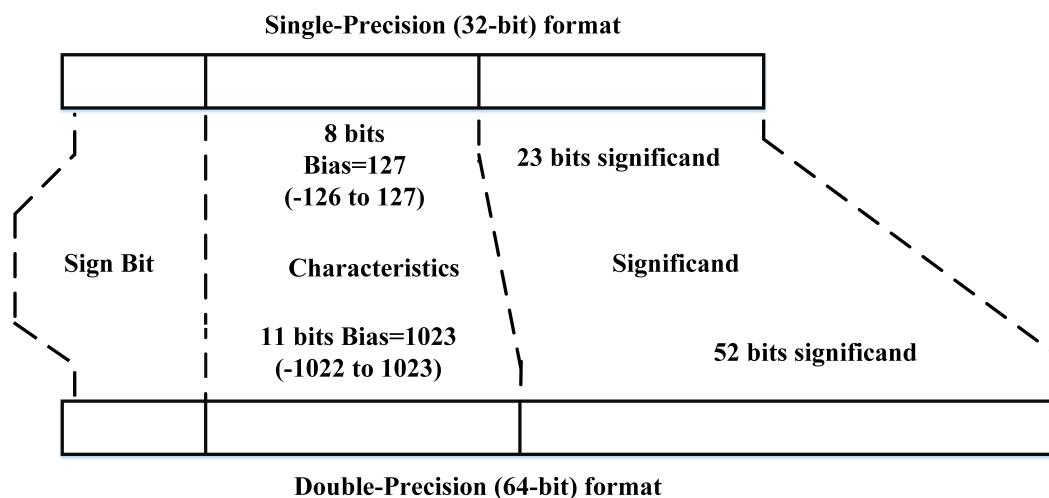 Single-Precision (32-bit) format
8 bits
Bias=127
(-126 to 127)
23 bits significand
Sign Bit
Characteristics
Significand
11 bits Bias=1023
(-1022 to 1023)
52 bits significand
Double-Precision (64-bit) format